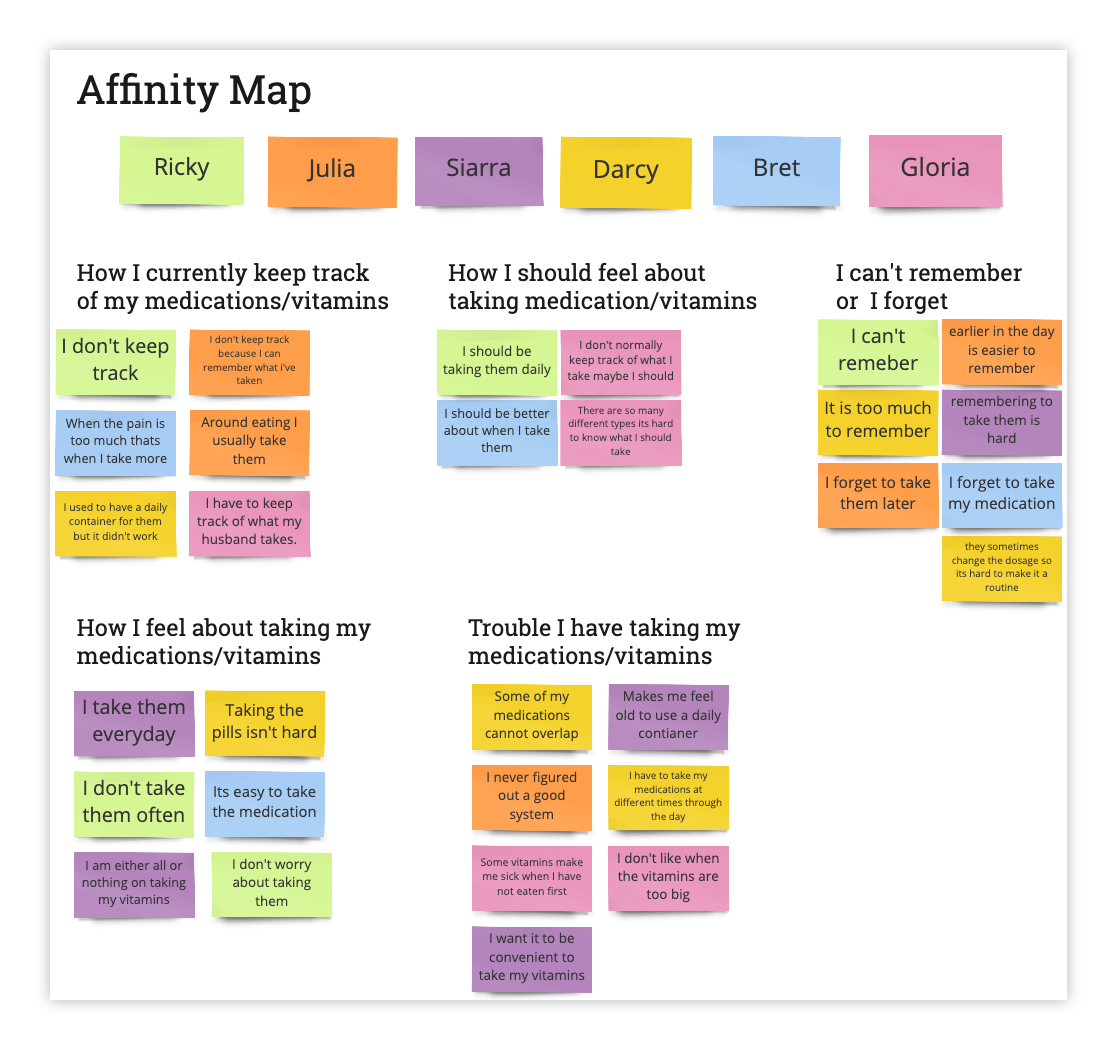 Affinity Map
Ricky
Julia
Siarra
Darcy
Bret
Gloria
How I currently keep track
of my medications/vitamins
I don't keep
track
I don't keep track
because I can
remember what i've
taken
When the pain is
too much thats
when I take more
Around eating I
usually take
them
I used to have a daily
container for them
but it didn't work
I have to keep
track of what my
husband takes.
How I should feel about
taking medication/vitamins
I should be
taking them daily
I don't normally
keep track of what I
take maybe I should
I should be better
about when I take
them
There are so many
different types its hard
to know what I should
take
I can't remember
or  I forget
I can't
remeber
earlier in the day
is easier to
remember
It is too much
to remember
remembering to
take them is
hard
I forget to take
them later
I forget to take
my medication
they sometimes
change the dosage so
its hard to make it a
routine
How I feel about taking my
medications/vitamins
I take them
everyday
Taking the
pills isn't hard
I don't take
them often
Its easy to take
the medication
I am either all or
nothing on taking
my vitamins
I don't worry
about taking
them
Trouble I have taking my
medications/vitamins
Some of my
medications
cannot overlap
Makes me feel
old to use a daily
contianer
I never figured
out a good
system
I have to take my
medications at
different times through
the day
Some vitamins make
me sick when I have
not eaten first
I don't like when
the vitamins are
too big
I want it to be
convenient to
take my vitamins